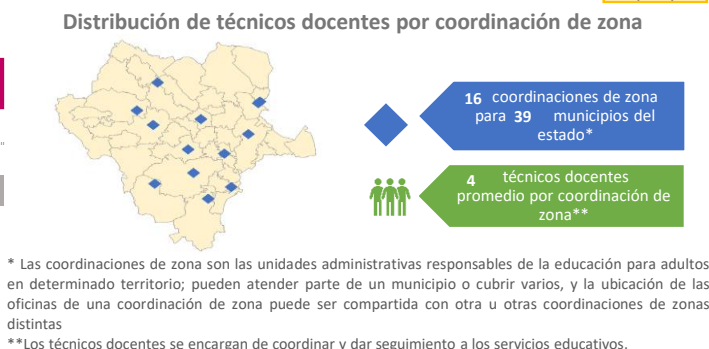 Distribución de técnicos docentes por coordinación de zona
16 coordinaciones de zona
para 39 municipios del
estado*
4 técnicos docentes
promedio por coordinación de
zona**
"
* Las coordinaciones de zona son las unidades administrativas responsables de la educación para adultos
en determinado territorio; pueden atender parte de un municipio o cubrir varios, y la ubicación de las
oficinas de una coordinación de zona puede ser compartida con otra u otras coordinaciones de zonas
distintas
**Los técnicos docentes se encargan de coordinar y dar seguimiento a los servicios educativos.